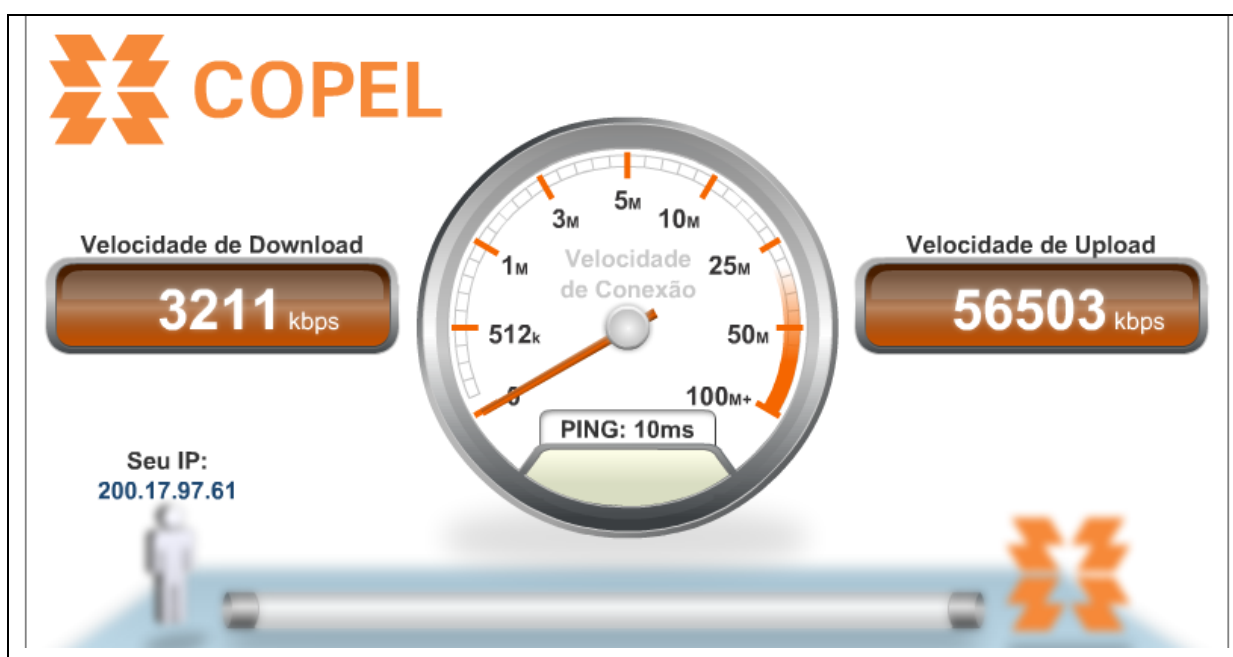 COPEL
Velocidade de Download
3211 kbps
Velocidade de Upload
56503 kbps
0
512k
1M
3M
5M
10M
25M
50M
100M+
Velocidade
de Conexão
PING: 10ms
Seu IP:
200.17.97.61